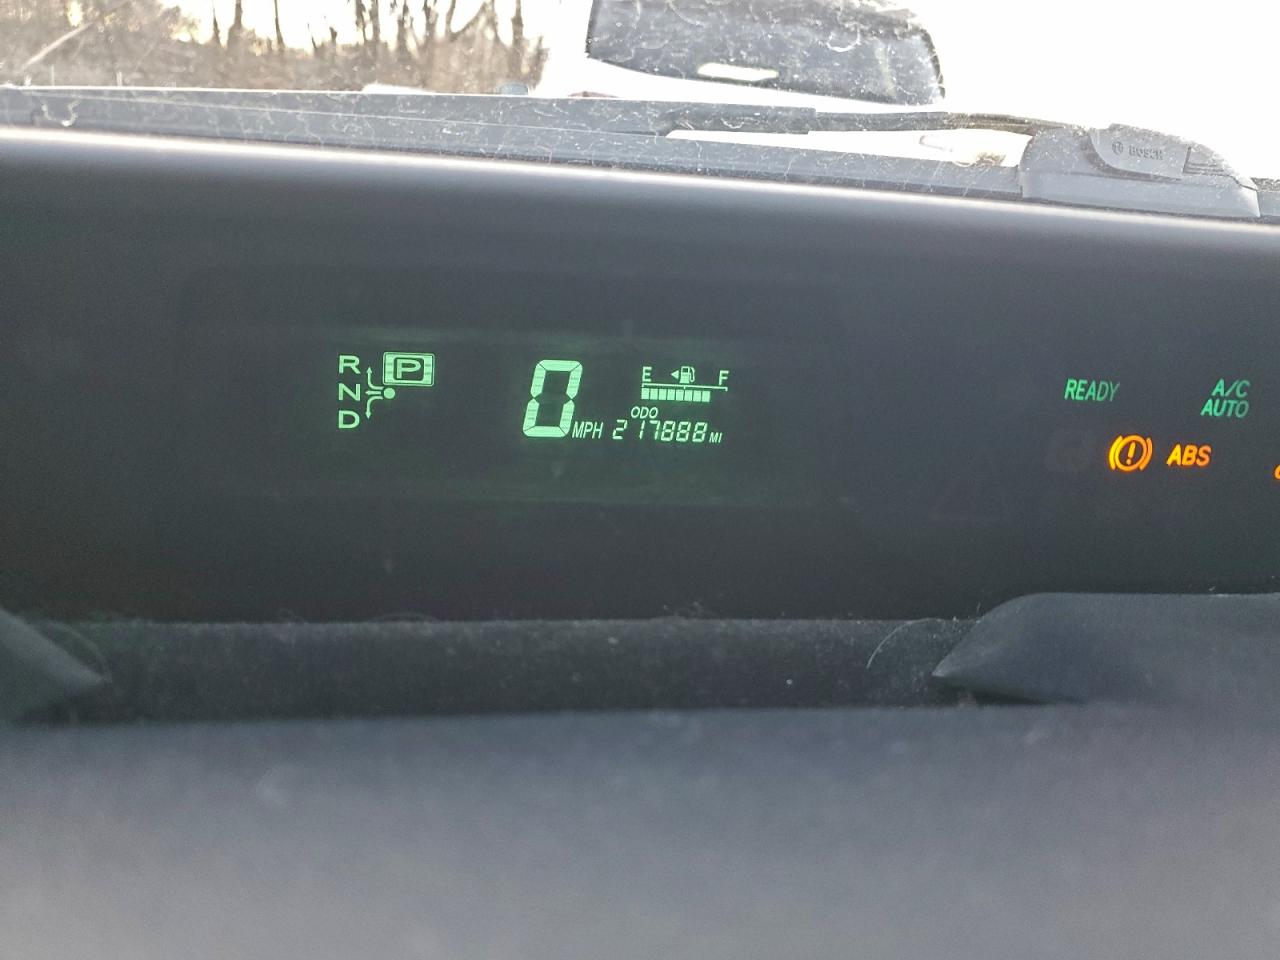 BOSCH
R P
N
D
0 MPH
E F
ODO
217888 MI
READY
A/C
AUTO
(!) ABS